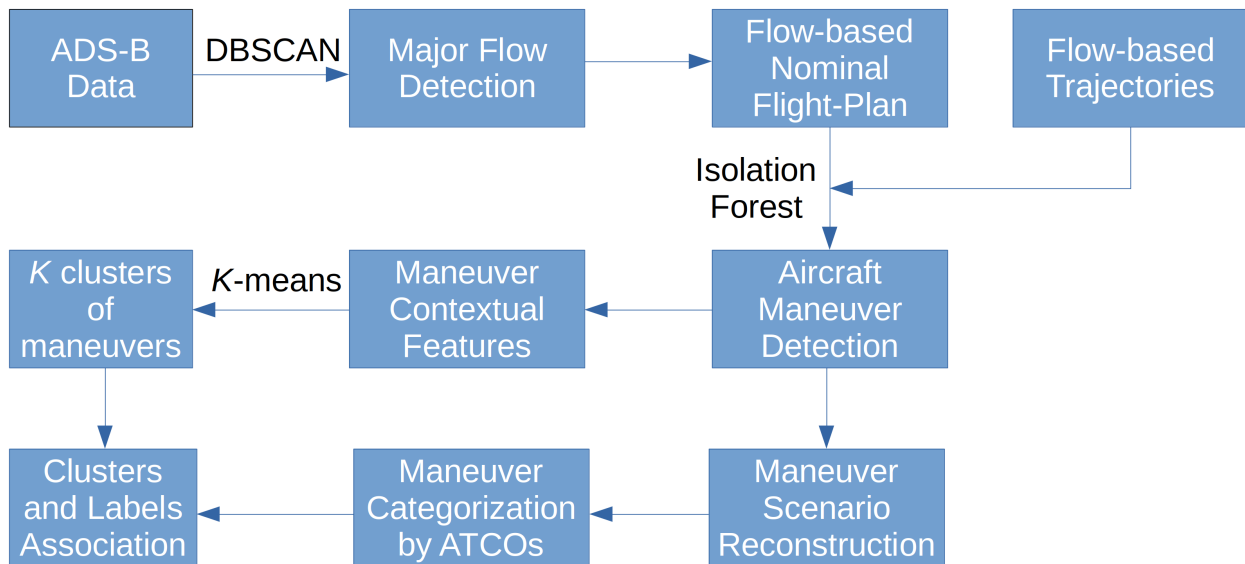 ADS-B
Data
DBSCAN
Major Flow
Detection
Flow-based
Nominal
Flight-Plan
Flow-based
Trajectories
Isolation
Forest
K clusters
of
maneuvers
K-means
Maneuver
Contextual
Features
Aircraft
Maneuver
Detection
Clusters
and Labels
Association
Maneuver
Categorization
by ATCOs
Maneuver
Scenario
Reconstruction